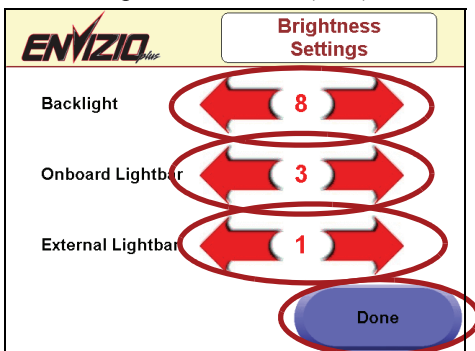 ENVIZIO plus
Brightness
Settings
Backlight 8
Onboard Lightbar 3
External Lightbar 1
Done